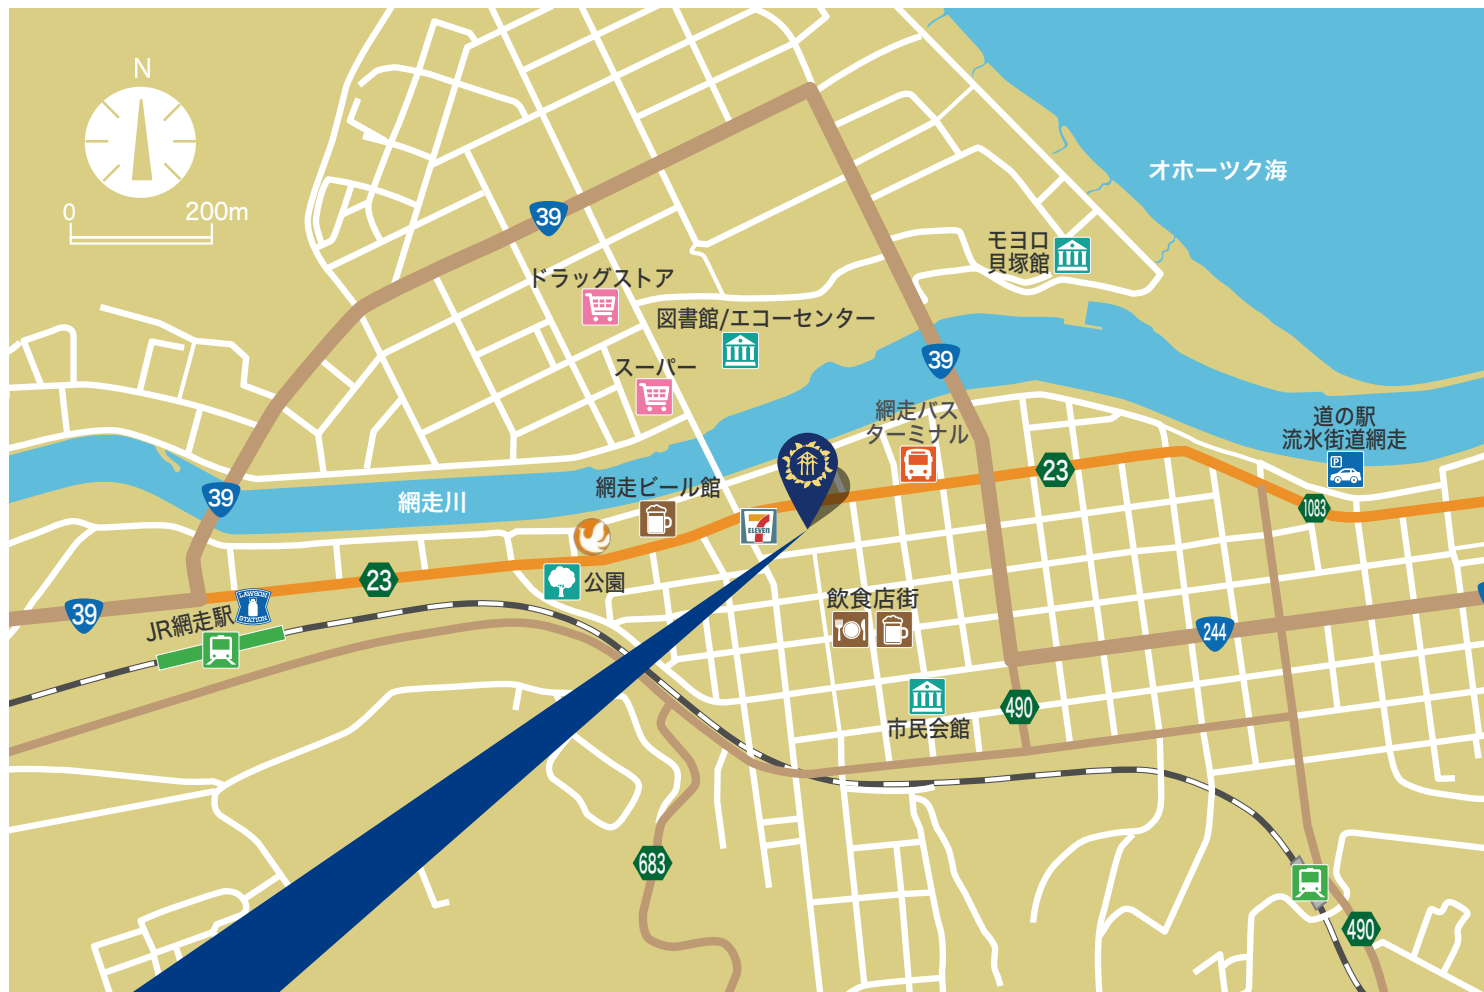 N
0
200m
オホーツク海
モヨロ
貝塚館
39
ドラッグストア
図書館/エコーセンター
39
スーパー
網走バス
ターミナル
道の駅
流氷街道網走
23
39
網走川
網走ビール館
7
ELEVEN
1083
23
公園
39
LAWSON
STATION
JR網走駅
飲食店街
244
490
市民会館
683
490